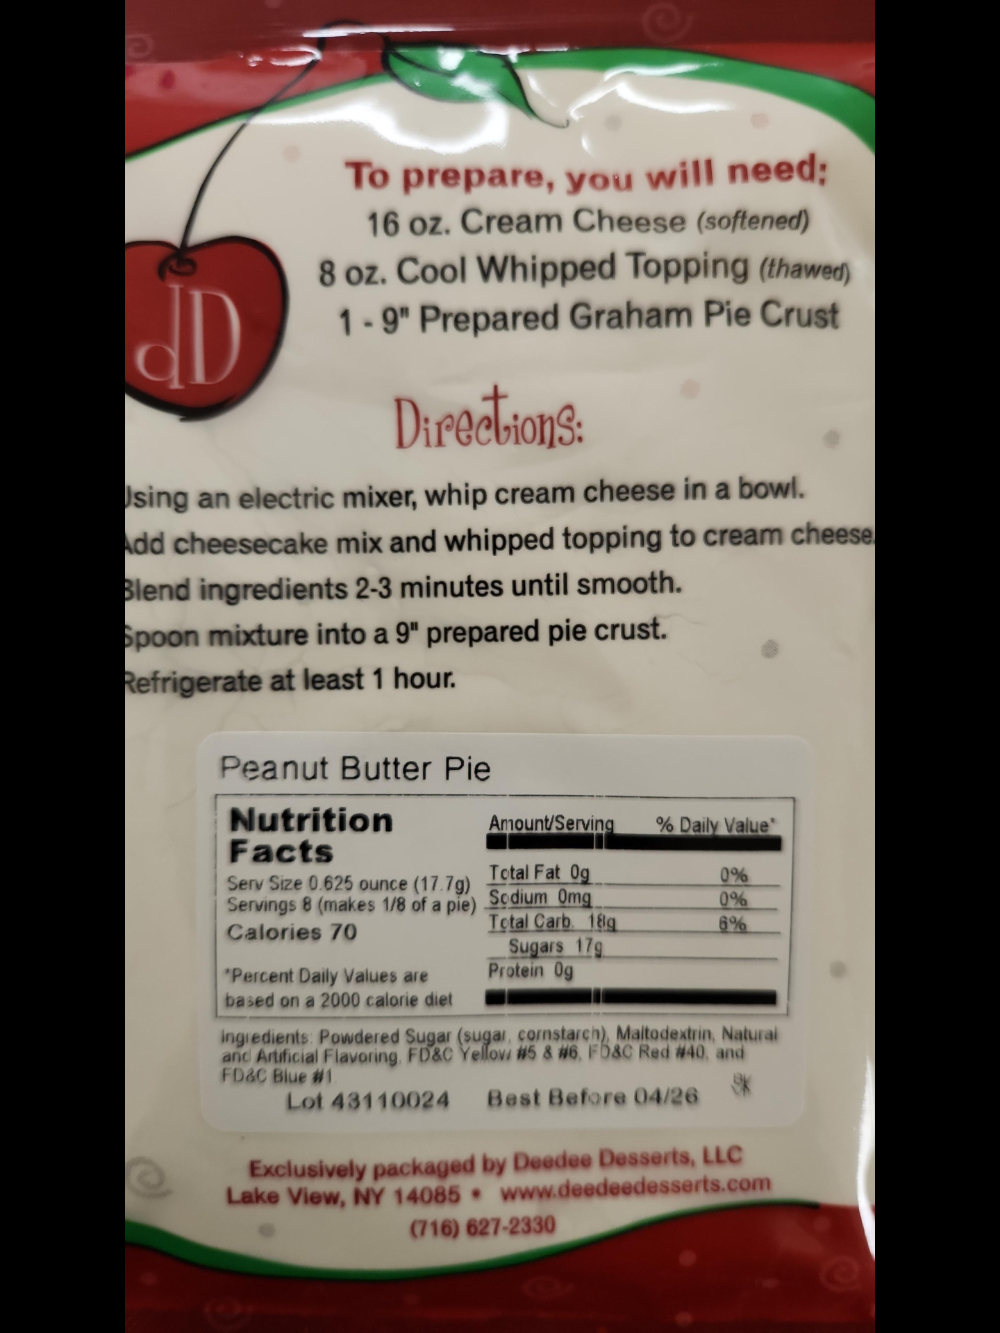 To prepare, you will need:
16 oz. Cream Cheese (softened)
8 oz. Cool Whipped Topping (thawed)
1 - 9" Prepared Graham Pie Crust
dD
Directions:
Using an electric mixer, whip cream cheese in a bowl.
Add cheesecake mix and whipped topping to cream cheese.
Blend ingredients 2-3 minutes until smooth.
Spoon mixture into a 9" prepared pie crust.
Refrigerate at least 1 hour.
Peanut Butter Pie
Nutrition
Facts
Serv Size 0.625 ounce (17.7g)
Servings 8 (makes 1/8 of a pie)
Calories 70
*Percent Daily Values are
based on a 2000 calorie diet
Amount/Serving % Daily Value*
Total Fat 0g 0%
Sodium 0mg 0%
Total Carb. 18g 6%
Sugars 17g
Protein 0g
Ingredients: Powdered Sugar (sugar, cornstarch), Maltodextrin, Natural
and Artificial Flavoring, FD&C Yellow #5 & #6, FD&C Red #40, and
FD&C Blue #1
Lot 43110024 Best Before 04/26
Exclusively packaged by Deedee Desserts, LLC
Lake View, NY 14085 • www.deedeedesserts.com
(716) 627-2330